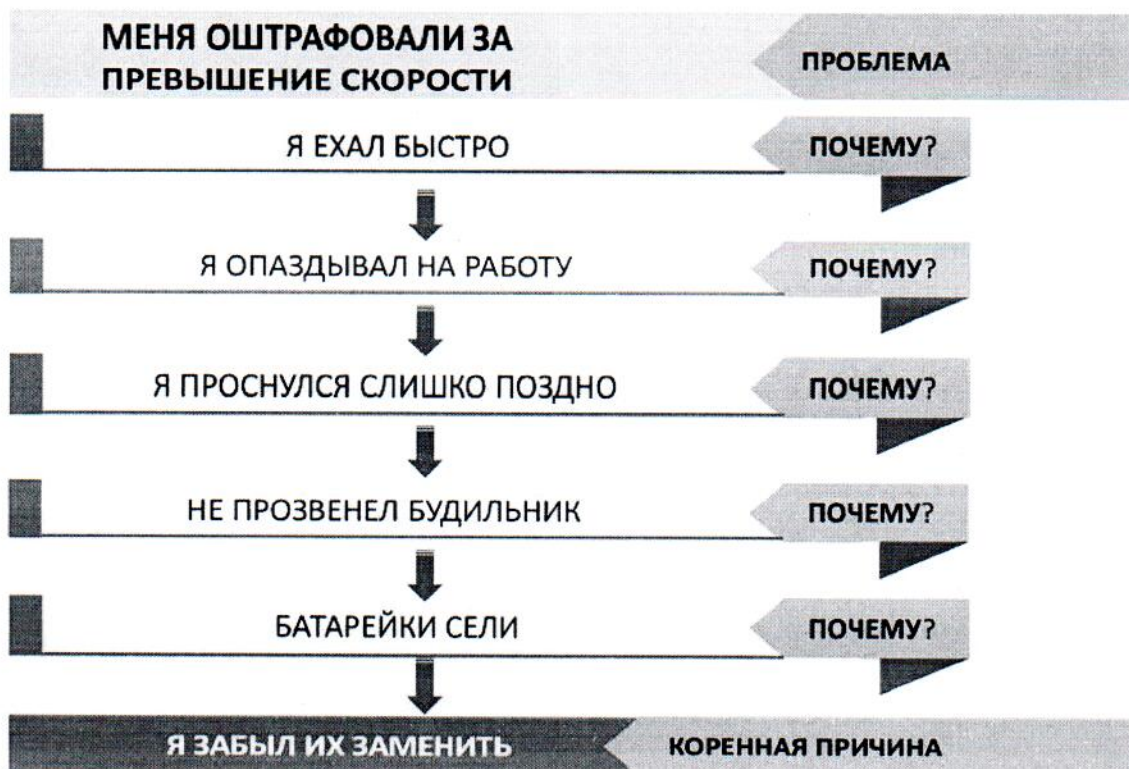 МЕНЯ ОШТРАФОВАЛИ ЗА
ПРЕВЫШЕНИЕ СКОРОСТИ
ПРОБЛЕМА
Я ЕХАЛ БЫСТРО
ПОЧЕМУ?
Я ОПАЗДЫВАЛ НА РАБОТУ
ПОЧЕМУ?
Я ПРОСНУЛСЯ СЛИШКО ПОЗДНО
ПОЧЕМУ?
НЕ ПРОЗВЕНЕЛ БУДИЛЬНИК
ПОЧЕМУ?
БАТАРЕЙКИ СЕЛИ
ПОЧЕМУ?
Я ЗАБЫЛ ИХ ЗАМЕНИТЬ
КОРЕННАЯ ПРИЧИНА